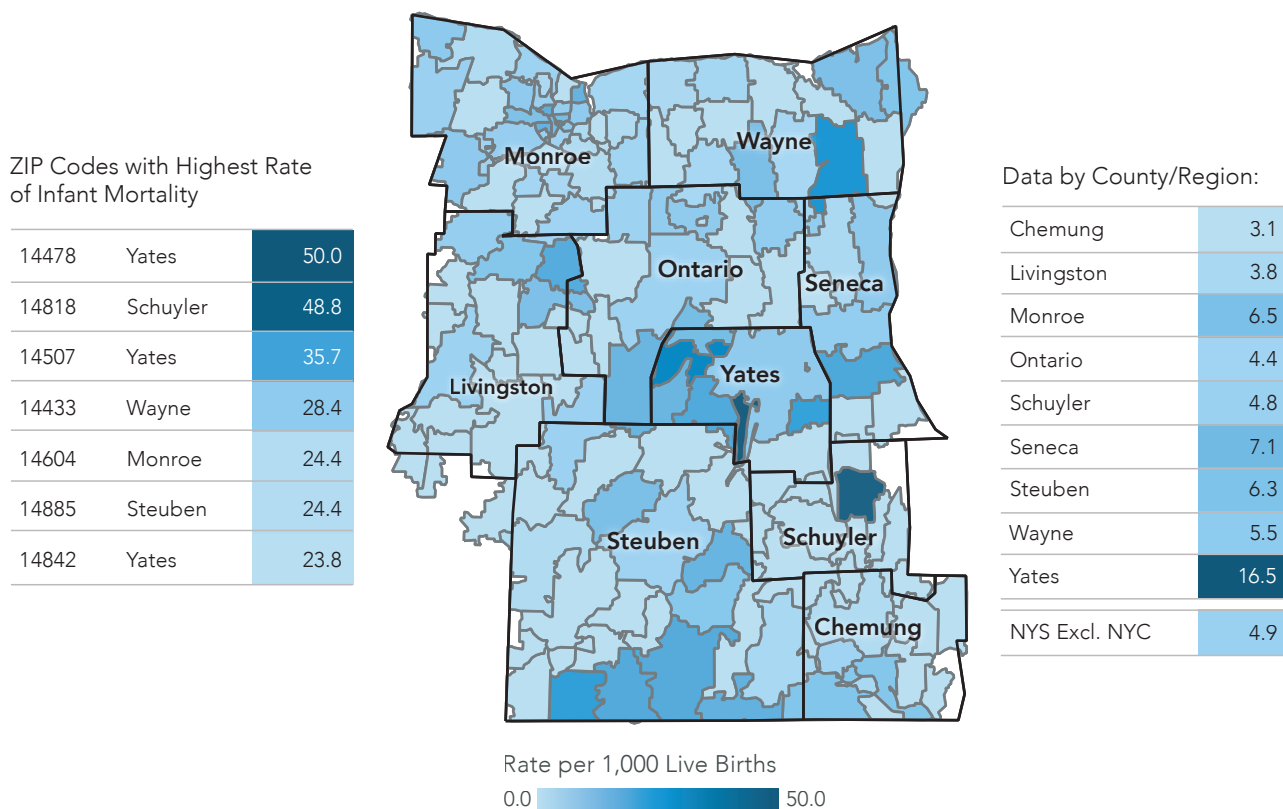 ZIP Codes with Highest Rate
of Infant Mortality
14478 Yates 50.0
14818 Schuyler 48.8
14507 Yates 35.7
14433 Wayne 28.4
14604 Monroe 24.4
14885 Steuben 24.4
14842 Yates 23.8
Monroe
Wayne
Ontario
Seneca
Livingston
Yates
Steuben
Schuyler
Chemung
Rate per 1,000 Live Births
0.0 50.0
Data by County/Region:
Chemung 3.1
Livingston 3.8
Monroe 6.5
Ontario 4.4
Schuyler 4.8
Seneca 7.1
Steuben 6.3
Wayne 5.5
Yates 16.5
NYS Excl. NYC 4.9